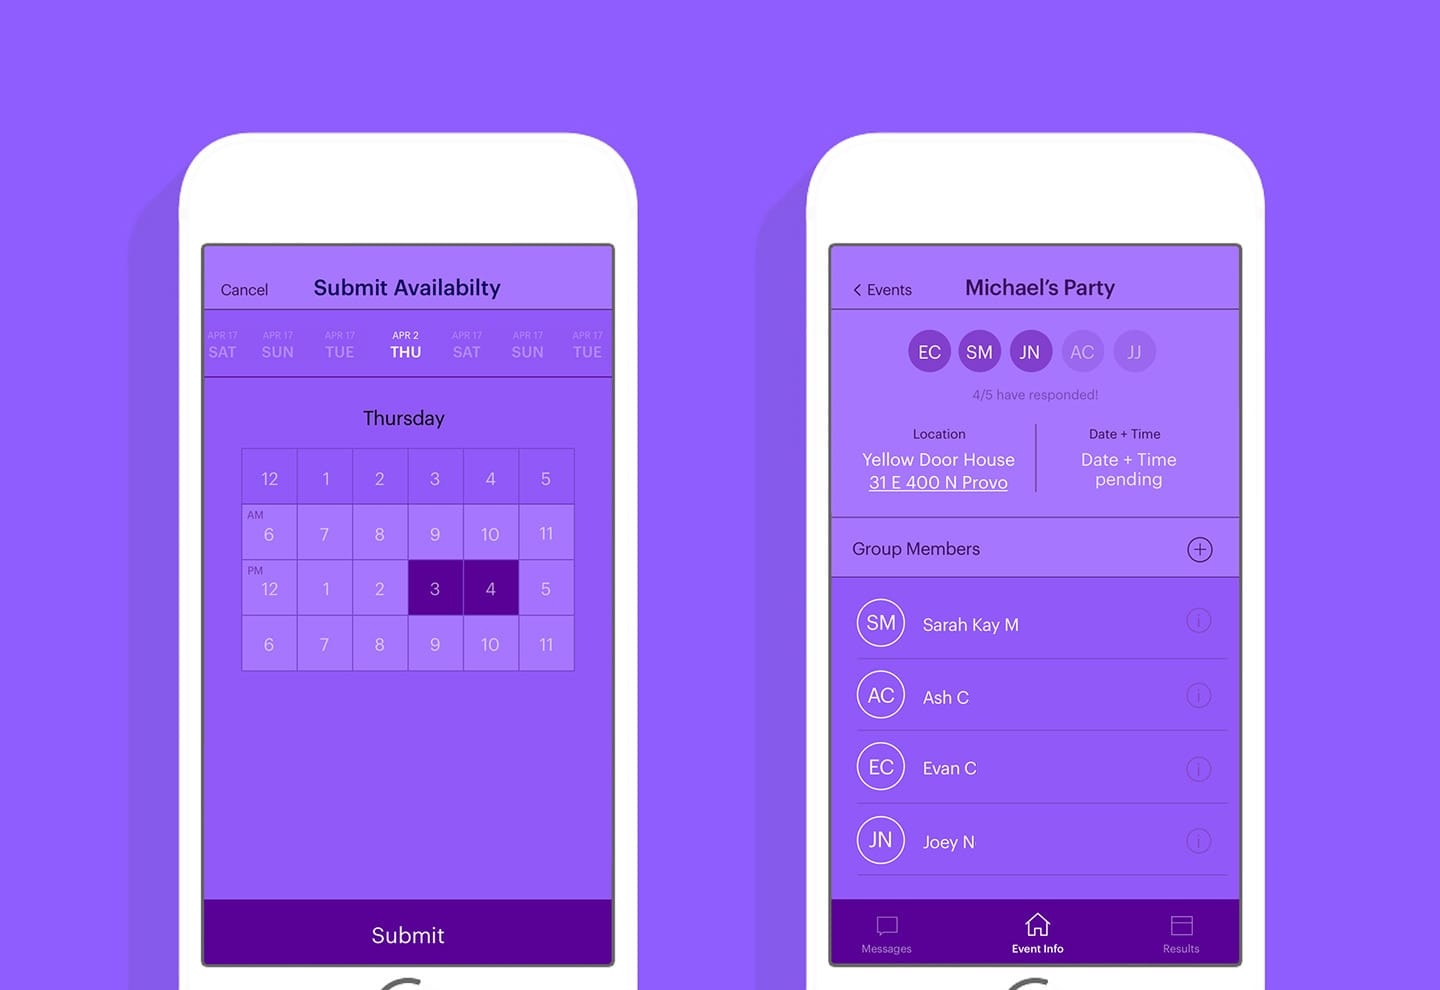 Cancel
Submit Availabilty
APR 17 APR 17 APR 17 APR 2 APR 17 APR 17 APR 17
SAT SUN TUE THU SAT SUN TUE
Thursday
12 1 2 3 4 5
AM
6 7 8 9 10 11
PM
12 1 2 3 4 5
6 7 8 9 10 11
Submit
Events
Michael's Party
EC SM JN AC JJ
4/5 have responded!
Location
Yellow Door House
31 E 400 N Provo
Date + Time
Date + Time
pending
Group Members
SM Sarah Kay M
AC Ash C
EC Evan C
JN Joey N
Messages Event Info Results